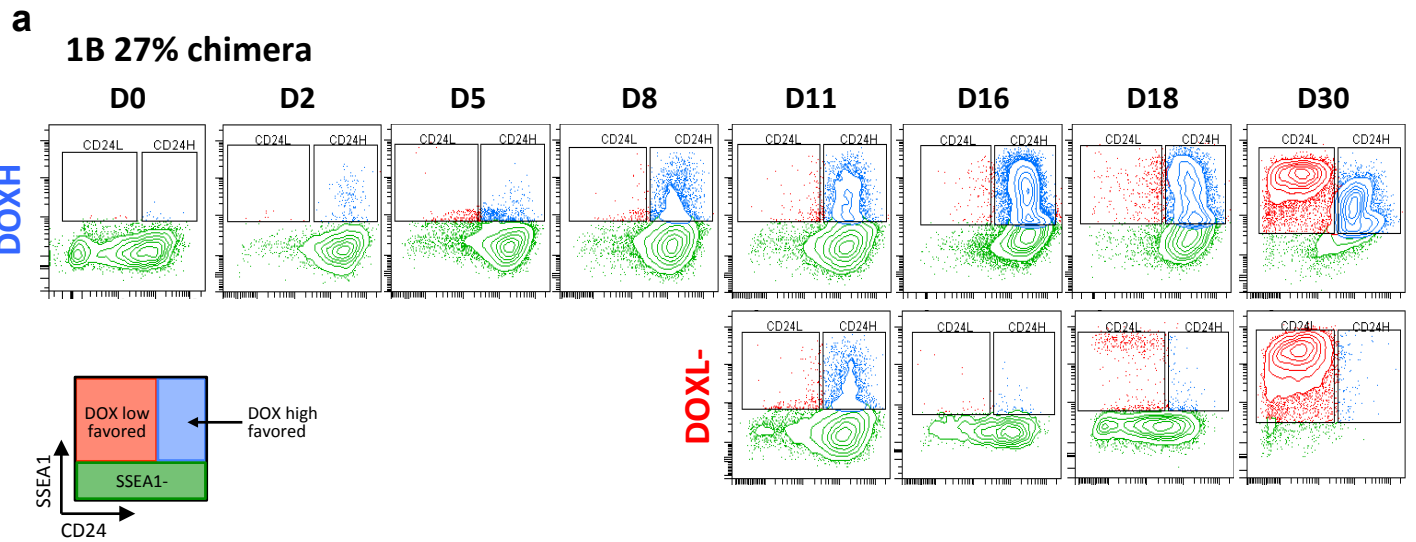 a
1B 27% chimera
D0 D2 D5 D8 D11 D16 D18 D30
DOXH
CD24L CD24H CD24L CD24H CD24L CD24H CD24L CD24H CD24L CD24H CD24L CD24H CD24L CD24H CD24L CD24H
DOXL-
CD24L CD24H CD24L CD24H CD24L CD24H CD24L CD24H
DOX low
favored
DOX high
favored
SSEA1-
SSEA1
CD24